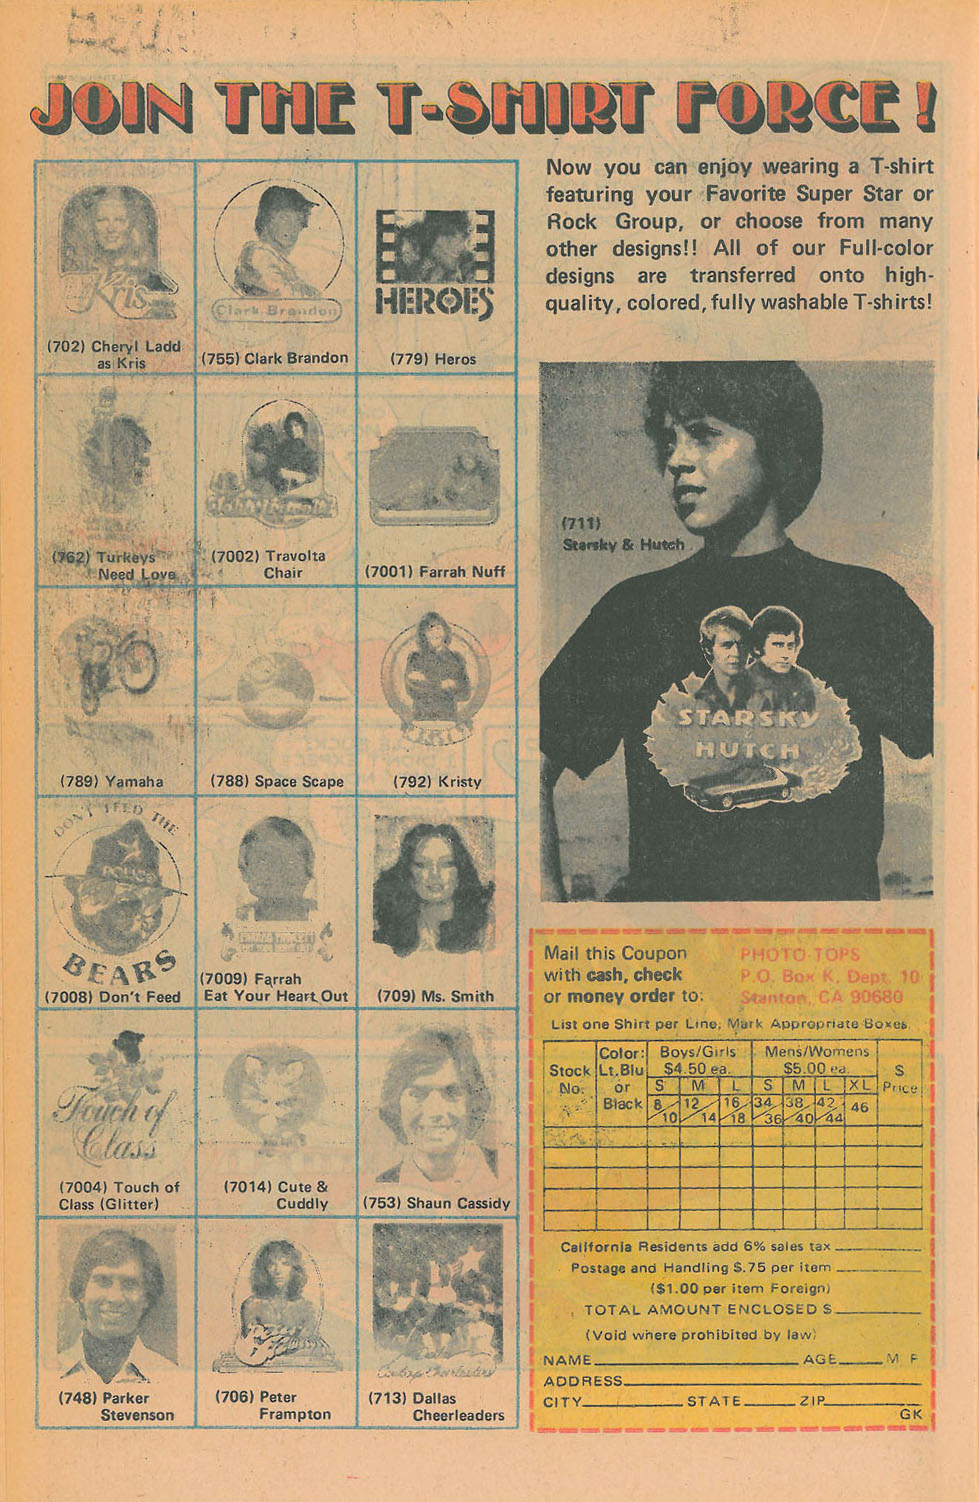 JOIN THE T-SHIRT FORCE!
Now you can enjoy wearing a T-shirt
featuring your Favorite Super Star or
Rock Group, or choose from many
other designs!! All of our Full-color
designs are transferred onto high-
quality, colored, fully washable T-shirts!
Kris
(702) Cheryl Ladd
as Kris
Clark Brandon
(755) Clark Brandon
HEROES
(779) Heros
(762) Turkeys
Need Love
(7002) Travolta
Chair
(7001) Farrah Nuff
(789) Yamaha
(788) Space Scape
(792) Kristy
DON'T FEED THE
POLICE
BEARS
(7008) Don't Feed
(7009) Farrah
Eat Your Heart Out
(709) Ms. Smith
Touch of
Class
(7004) Touch of
Class (Glitter)
(7014) Cute &
Cuddly
(753) Shaun Cassidy
(748) Parker
Stevenson
(706) Peter
Frampton
(713) Dallas
Cheerleaders
(711)
Starsky & Hutch
STARSKY
&
HUTCH
Mail this Coupon
with cash, check
or money order to:
PHOTO TOPS
P.O. Box K, Dept. 10
Stanton, CA 90680
List one Shirt per Line, Mark Appropriate Boxes.
Stock
No.
Color:
Lt.Blu
or
Black
Boys/Girls
$4.50 ea.
Mens/Womens
$5.00 ea.
$
Price
S M L S M L XL
8/10 12/14 16/18 34/36 38/40 42/44 46
California Residents add 6% sales tax
Postage and Handling $.75 per item
($1.00 per item Foreign)
TOTAL AMOUNT ENCLOSED $
(Void where prohibited by law)
NAME AGE M F
ADDRESS
CITY STATE ZIP
GK